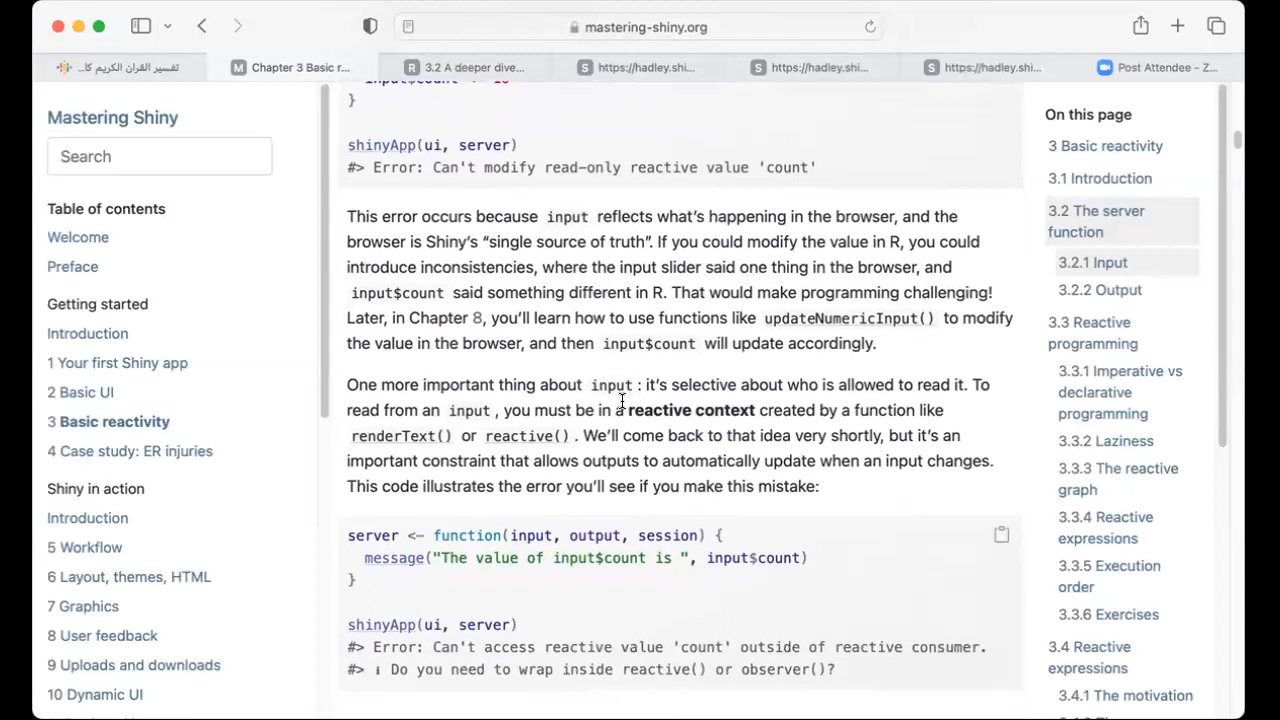 mastering-shiny.org
تفسير القرآن الكريم كا...
Chapter 3 Basic r...
3.2 A deeper dive...
https://hadley.shi...
https://hadley.shi...
https://hadley.shi...
Post Attendee - Z...
Mastering Shiny
Search
Table of contents
Welcome
Preface
Getting started
Introduction
1 Your first Shiny app
2 Basic UI
3 Basic reactivity
4 Case study: ER injuries
Shiny in action
Introduction
5 Workflow
6 Layout, themes, HTML
7 Graphics
8 User feedback
9 Uploads and downloads
10 Dynamic UI
}
shinyApp(ui, server)
#> Error: Can't modify read-only reactive value 'count'
This error occurs because input reflects what's happening in the browser, and the
browser is Shiny's “single source of truth”. If you could modify the value in R, you could
introduce inconsistencies, where the input slider said one thing in the browser, and
input$count said something different in R. That would make programming challenging!
Later, in Chapter 8, you'll learn how to use functions like updateNumericInput() to modify
the value in the browser, and then input$count will update accordingly.
One more important thing about input : it's selective about who is allowed to read it. To
read from an input , you must be in a reactive context created by a function like
renderText() or reactive() . We'll come back to that idea very shortly, but it's an
important constraint that allows outputs to automatically update when an input changes.
This code illustrates the error you'll see if you make this mistake:
server <- function(input, output, session) {
message("The value of input$count is ", input$count)
}
shinyApp(ui, server)
#> Error: Can't access reactive value 'count' outside of reactive consumer.
#> ℹ Do you need to wrap inside reactive() or observer()?
On this page
3 Basic reactivity
3.1 Introduction
3.2 The server
function
3.2.1 Input
3.2.2 Output
3.3 Reactive
programming
3.3.1 Imperative vs
declarative
programming
3.3.2 Laziness
3.3.3 The reactive
graph
3.3.4 Reactive
expressions
3.3.5 Execution
order
3.3.6 Exercises
3.4 Reactive
expressions
3.4.1 The motivation